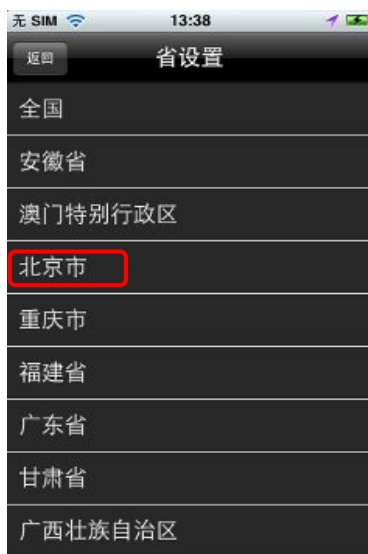 无 SIM 13:38
返回 省设置
全国
安徽省
澳门特别行政区
北京市
重庆市
福建省
广东省
甘肃省
广西壮族自治区